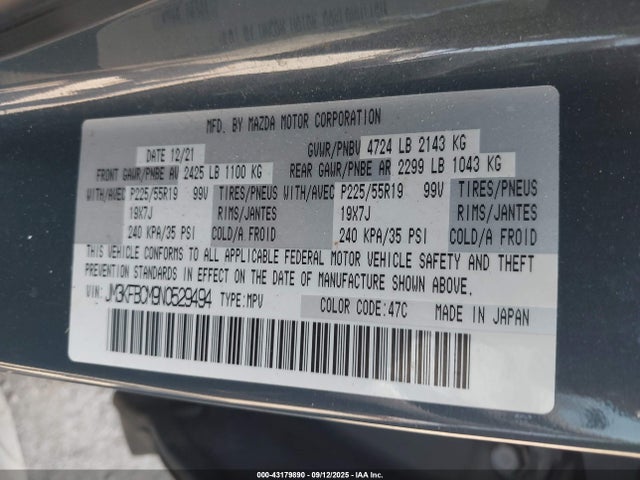 MFD. BY MAZDA MOTOR CORPORATION
DATE 12/21 GVWR/PNBV 4724 LB 2143 KG
FRONT GAWR/PNBE AV 2425 LB 1100 KG REAR GAWR/PNBE AR 2299 LB 1043 KG
WITH/AVEC P225/55R19 99V TIRES/PNEUS WITH/AVEC P225/55R19 99V TIRES/PNEUS
19X7J RIMS/JANTES 19X7J RIMS/JANTES
240 KPA/35 PSI COLD/A FROID 240 KPA/35 PSI COLD/A FROID
THIS VEHICLE CONFORMS TO ALL APPLICABLE FEDERAL MOTOR VEHICLE SAFETY AND THEFT
PREVENTION STANDARDS IN EFFECT ON THE DATE OF MANUFACTURE SHOWN ABOVE.
VIN: JM3KFBCM9N0529494 TYPE:MPV COLOR CODE:47C MADE IN JAPAN
000-43179890 - 09/12/2025 - IAA Inc.